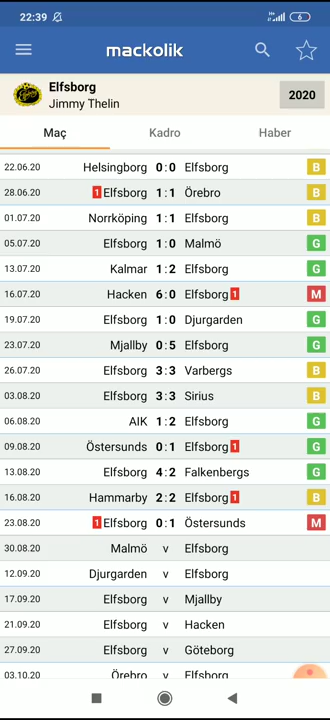 22:39 6
mackolik
Elfsborg
Jimmy Thelin 2020
Maç Kadro Haber
22.06.20 Helsingborg 0:0 Elfsborg B
28.06.20 1 Elfsborg 1:1 Örebro B
01.07.20 Norrköping 1:1 Elfsborg B
05.07.20 Elfsborg 1:0 Malmö G
13.07.20 Kalmar 1:2 Elfsborg G
16.07.20 Hacken 6:0 Elfsborg 1 M
19.07.20 Elfsborg 1:0 Djurgarden G
23.07.20 Mjallby 0:5 Elfsborg G
26.07.20 Elfsborg 3:3 Varbergs B
03.08.20 Elfsborg 3:3 Sirius B
06.08.20 AIK 1:2 Elfsborg G
09.08.20 Östersunds 0:1 Elfsborg 1 G
13.08.20 Elfsborg 4:2 Falkenbergs G
16.08.20 Hammarby 2:2 Elfsborg 1 B
23.08.20 1 Elfsborg 0:1 Östersunds M
30.08.20 Malmö v Elfsborg
12.09.20 Djurgarden v Elfsborg
17.09.20 Elfsborg v Mjallby
21.09.20 Elfsborg v Hacken
27.09.20 Elfsborg v Göteborg
03.10.20 Örebro v Elfsborg